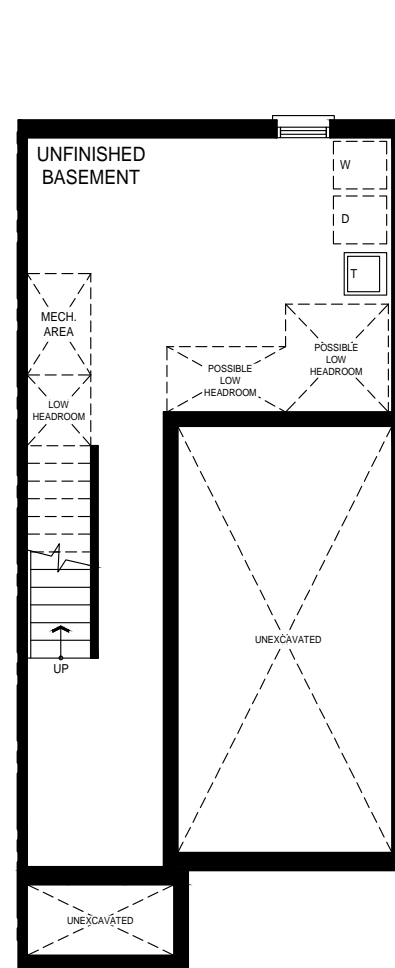 UNFINISHED
BASEMENT
W
D
T
MECH.
AREA
POSSIBLE
LOW
HEADROOM
POSSIBLE
LOW
HEADROOM
LOW
HEADROOM
UNEXCAVATED
UP
UNEXCAVATED